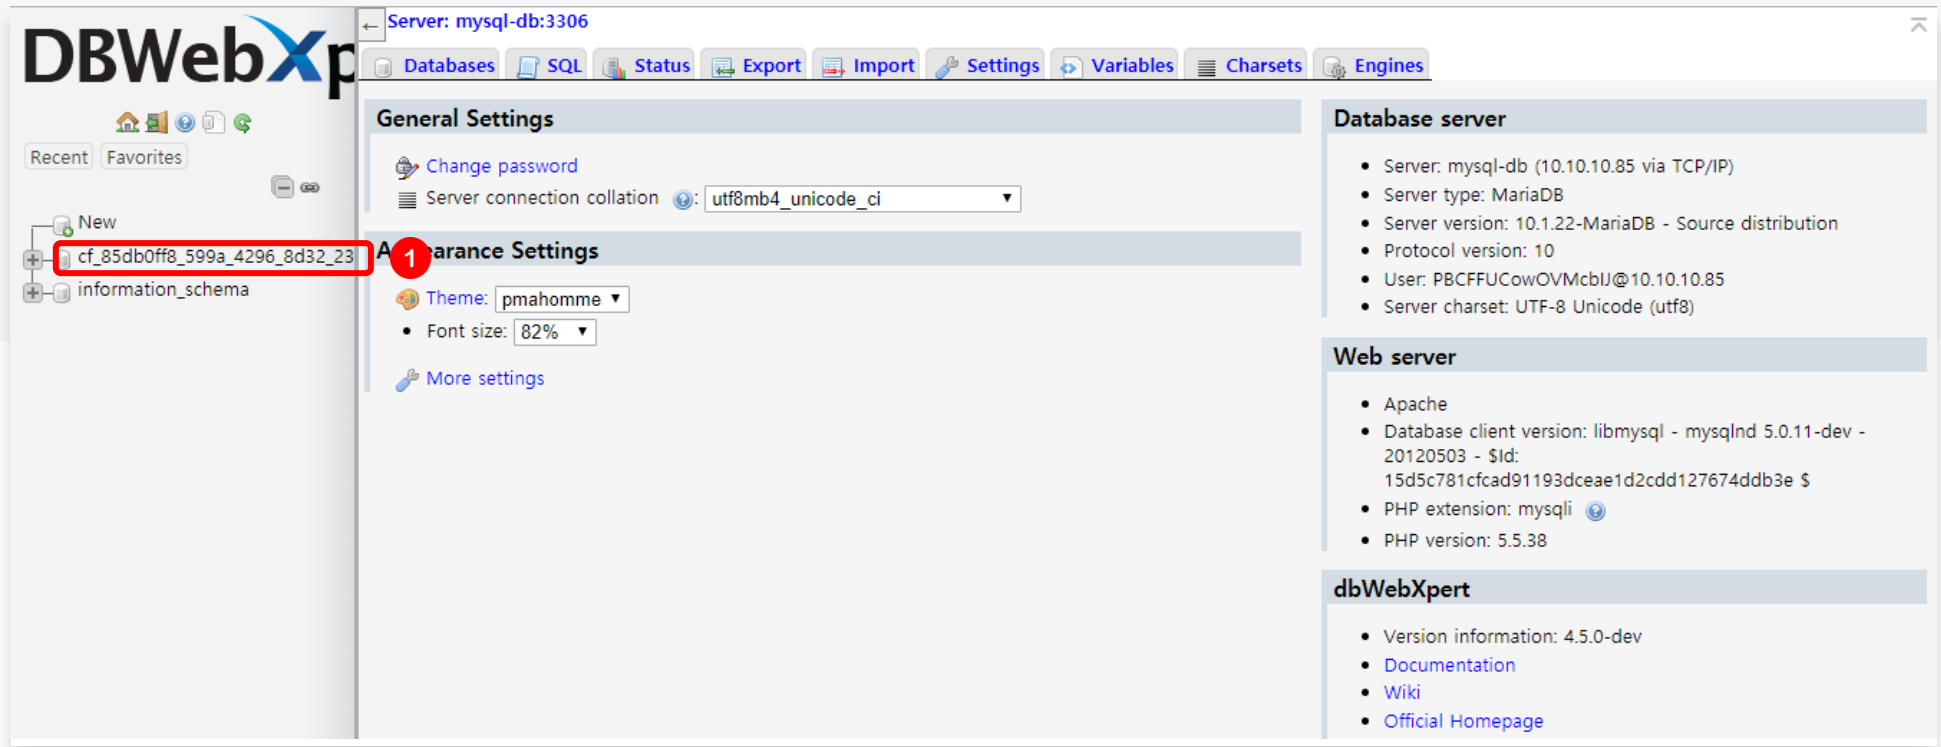 DBWebXp
Recent
Favorites
New
cf_85db0ff8_599a_4296_8d32_23
information_schema
Server: mysql-db:3306
Databases
SQL
Status
Export
Import
Settings
Variables
Charsets
Engines
General Settings
Change password
Server connection collation
: utf8mb4_unicode_ci
1
earance Settings
Theme: pmahomme
Font size: 82%
More settings
Database server
Server: mysql-db (10.10.10.85 via TCP/IP)
Server type: MariaDB
Server version: 10.1.22-MariaDB - Source distribution
Protocol version: 10
User: PBCFFUCowOVMcbIJ@10.10.10.85
Server charset: UTF-8 Unicode (utf8)
Web server
Apache
Database client version: libmysql - mysqlnd 5.0.11-dev -
20120503 - $Id:
15d5c781cfcad91193dceae1d2cdd127674ddb3e $
PHP extension: mysqli
PHP version: 5.5.38
dbWebXpert
Version information: 4.5.0-dev
Documentation
Wiki
Official Homepage